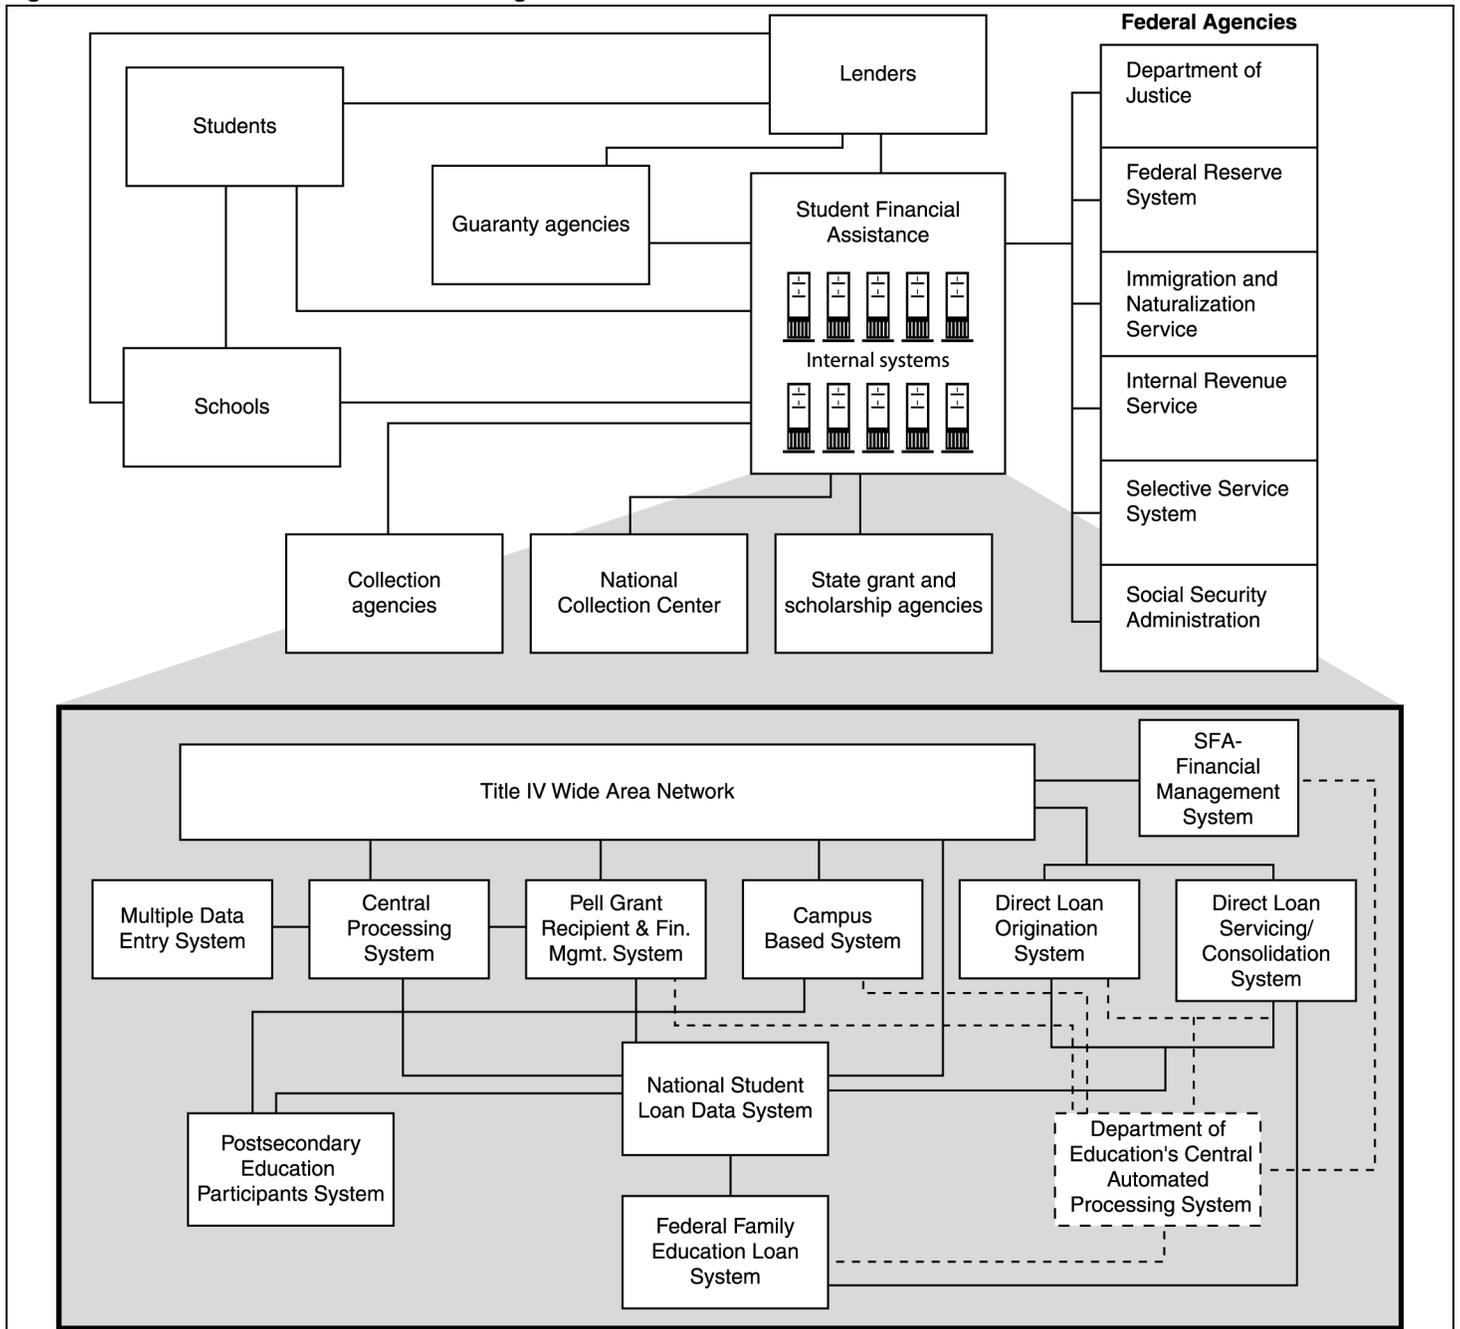 Federal Agencies
Lenders
Students
Department of
Justice
Federal Reserve
System
Guaranty agencies
Student Financial
Assistance
Immigration and
Naturalization
Service
Internal systems
Internal Revenue
Service
Schools
Selective Service
System
Collection
agencies
National
Collection Center
State grant and
scholarship agencies
Social Security
Administration
SFA-
Financial
Management
System
Title IV Wide Area Network
Multiple Data
Entry System
Central
Processing
System
Pell Grant
Recipient & Fin.
Mgmt. System
Campus
Based System
Direct Loan
Origination
System
Direct Loan
Servicing/
Consolidation
System
National Student
Loan Data System
Postsecondary
Education
Participants System
Department of
Education's Central
Automated
Processing System
Federal Family
Education Loan
System